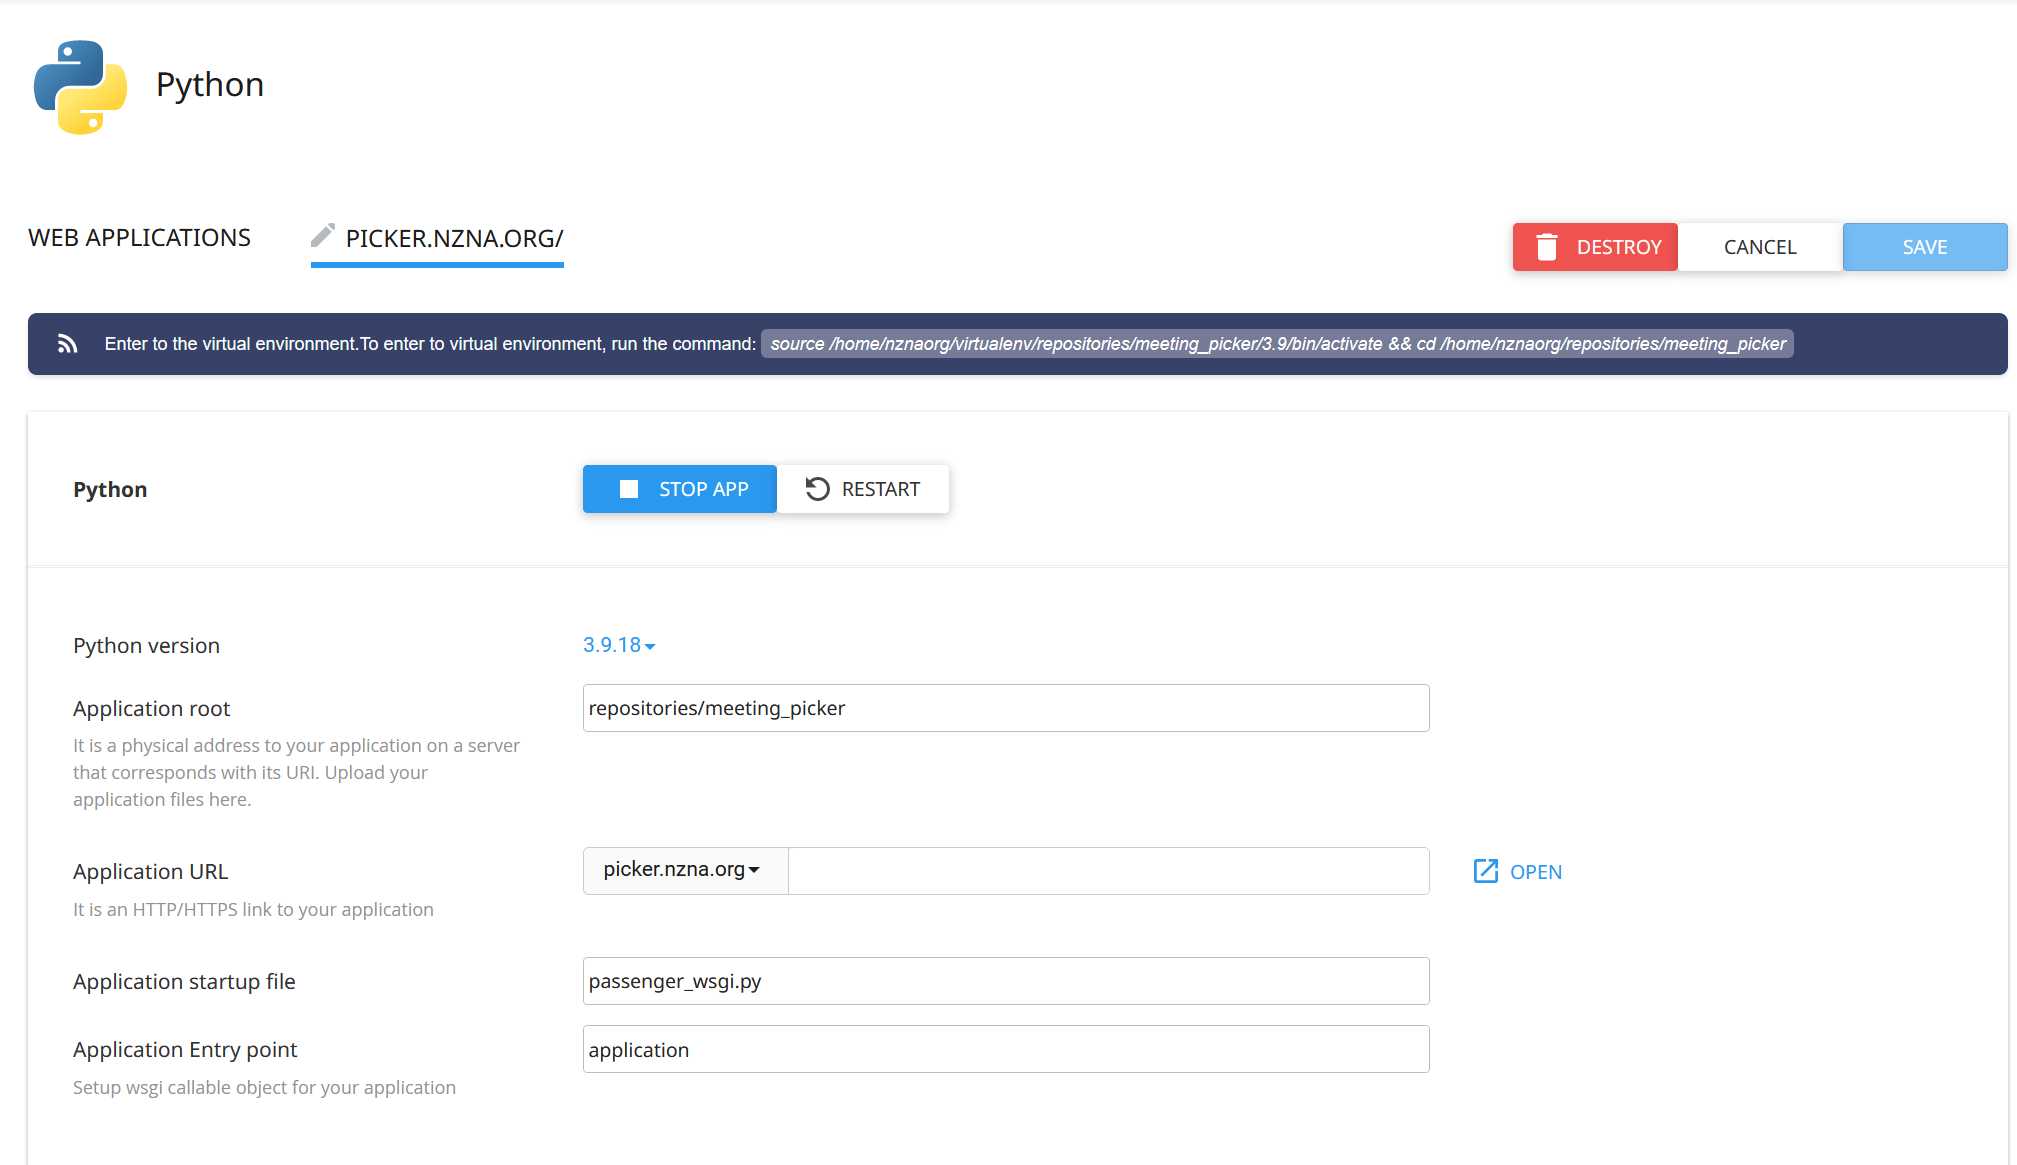 Python
WEB APPLICATIONS
PICKER.NZNA.ORG/
DESTROY
CANCEL
SAVE
Enter to the virtual environment.To enter to virtual environment, run the command: source /home/nznaorg/virtualenv/repositories/meeting_picker/3.9/bin/activate && cd /home/nznaorg/repositories/meeting_picker
Python
STOP APP
RESTART
Python version
3.9.18
Application root
repositories/meeting_picker
It is a physical address to your application on a server
that corresponds with its URI. Upload your
application files here.
Application URL
picker.nzna.org
OPEN
It is an HTTP/HTTPS link to your application
Application startup file
passenger_wsgi.py
Application Entry point
application
Setup wsgi callable object for your application